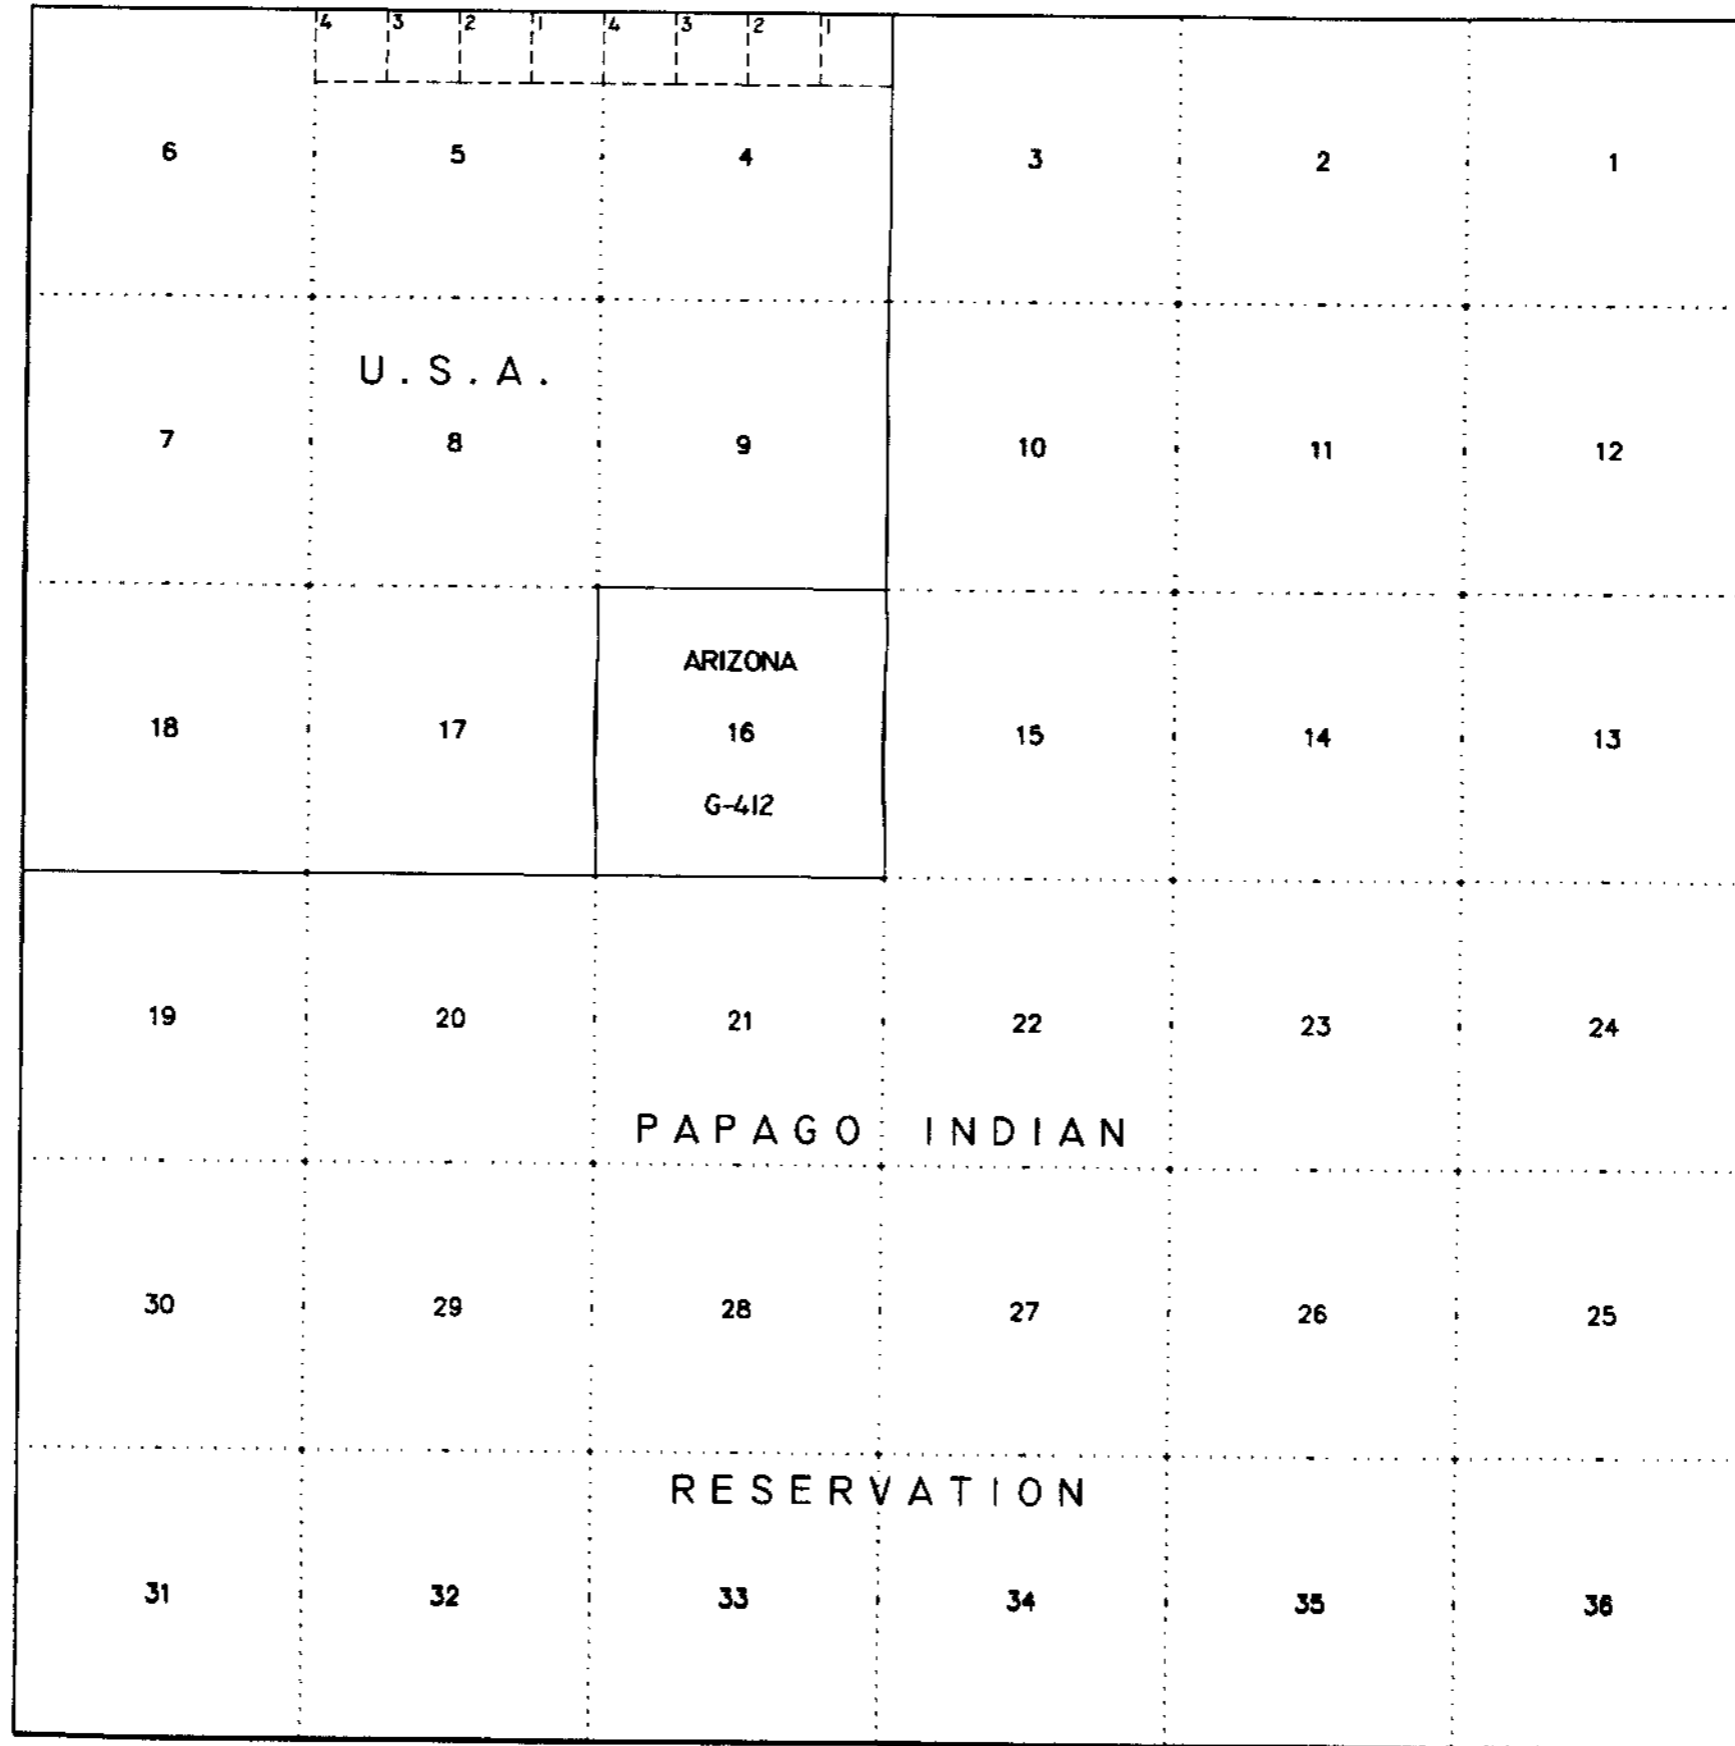 4 3 2 1 4 3 2 1
6 5 4 3 2 1
U.S.A.
7 8 9 10 11 12
ARIZONA
18 17 16 15 14 13
G-412
19 20 21 22 23 24
PAPAGO INDIAN
30 29 28 27 26 25
RESERVATION
31 32 33 34 35 36